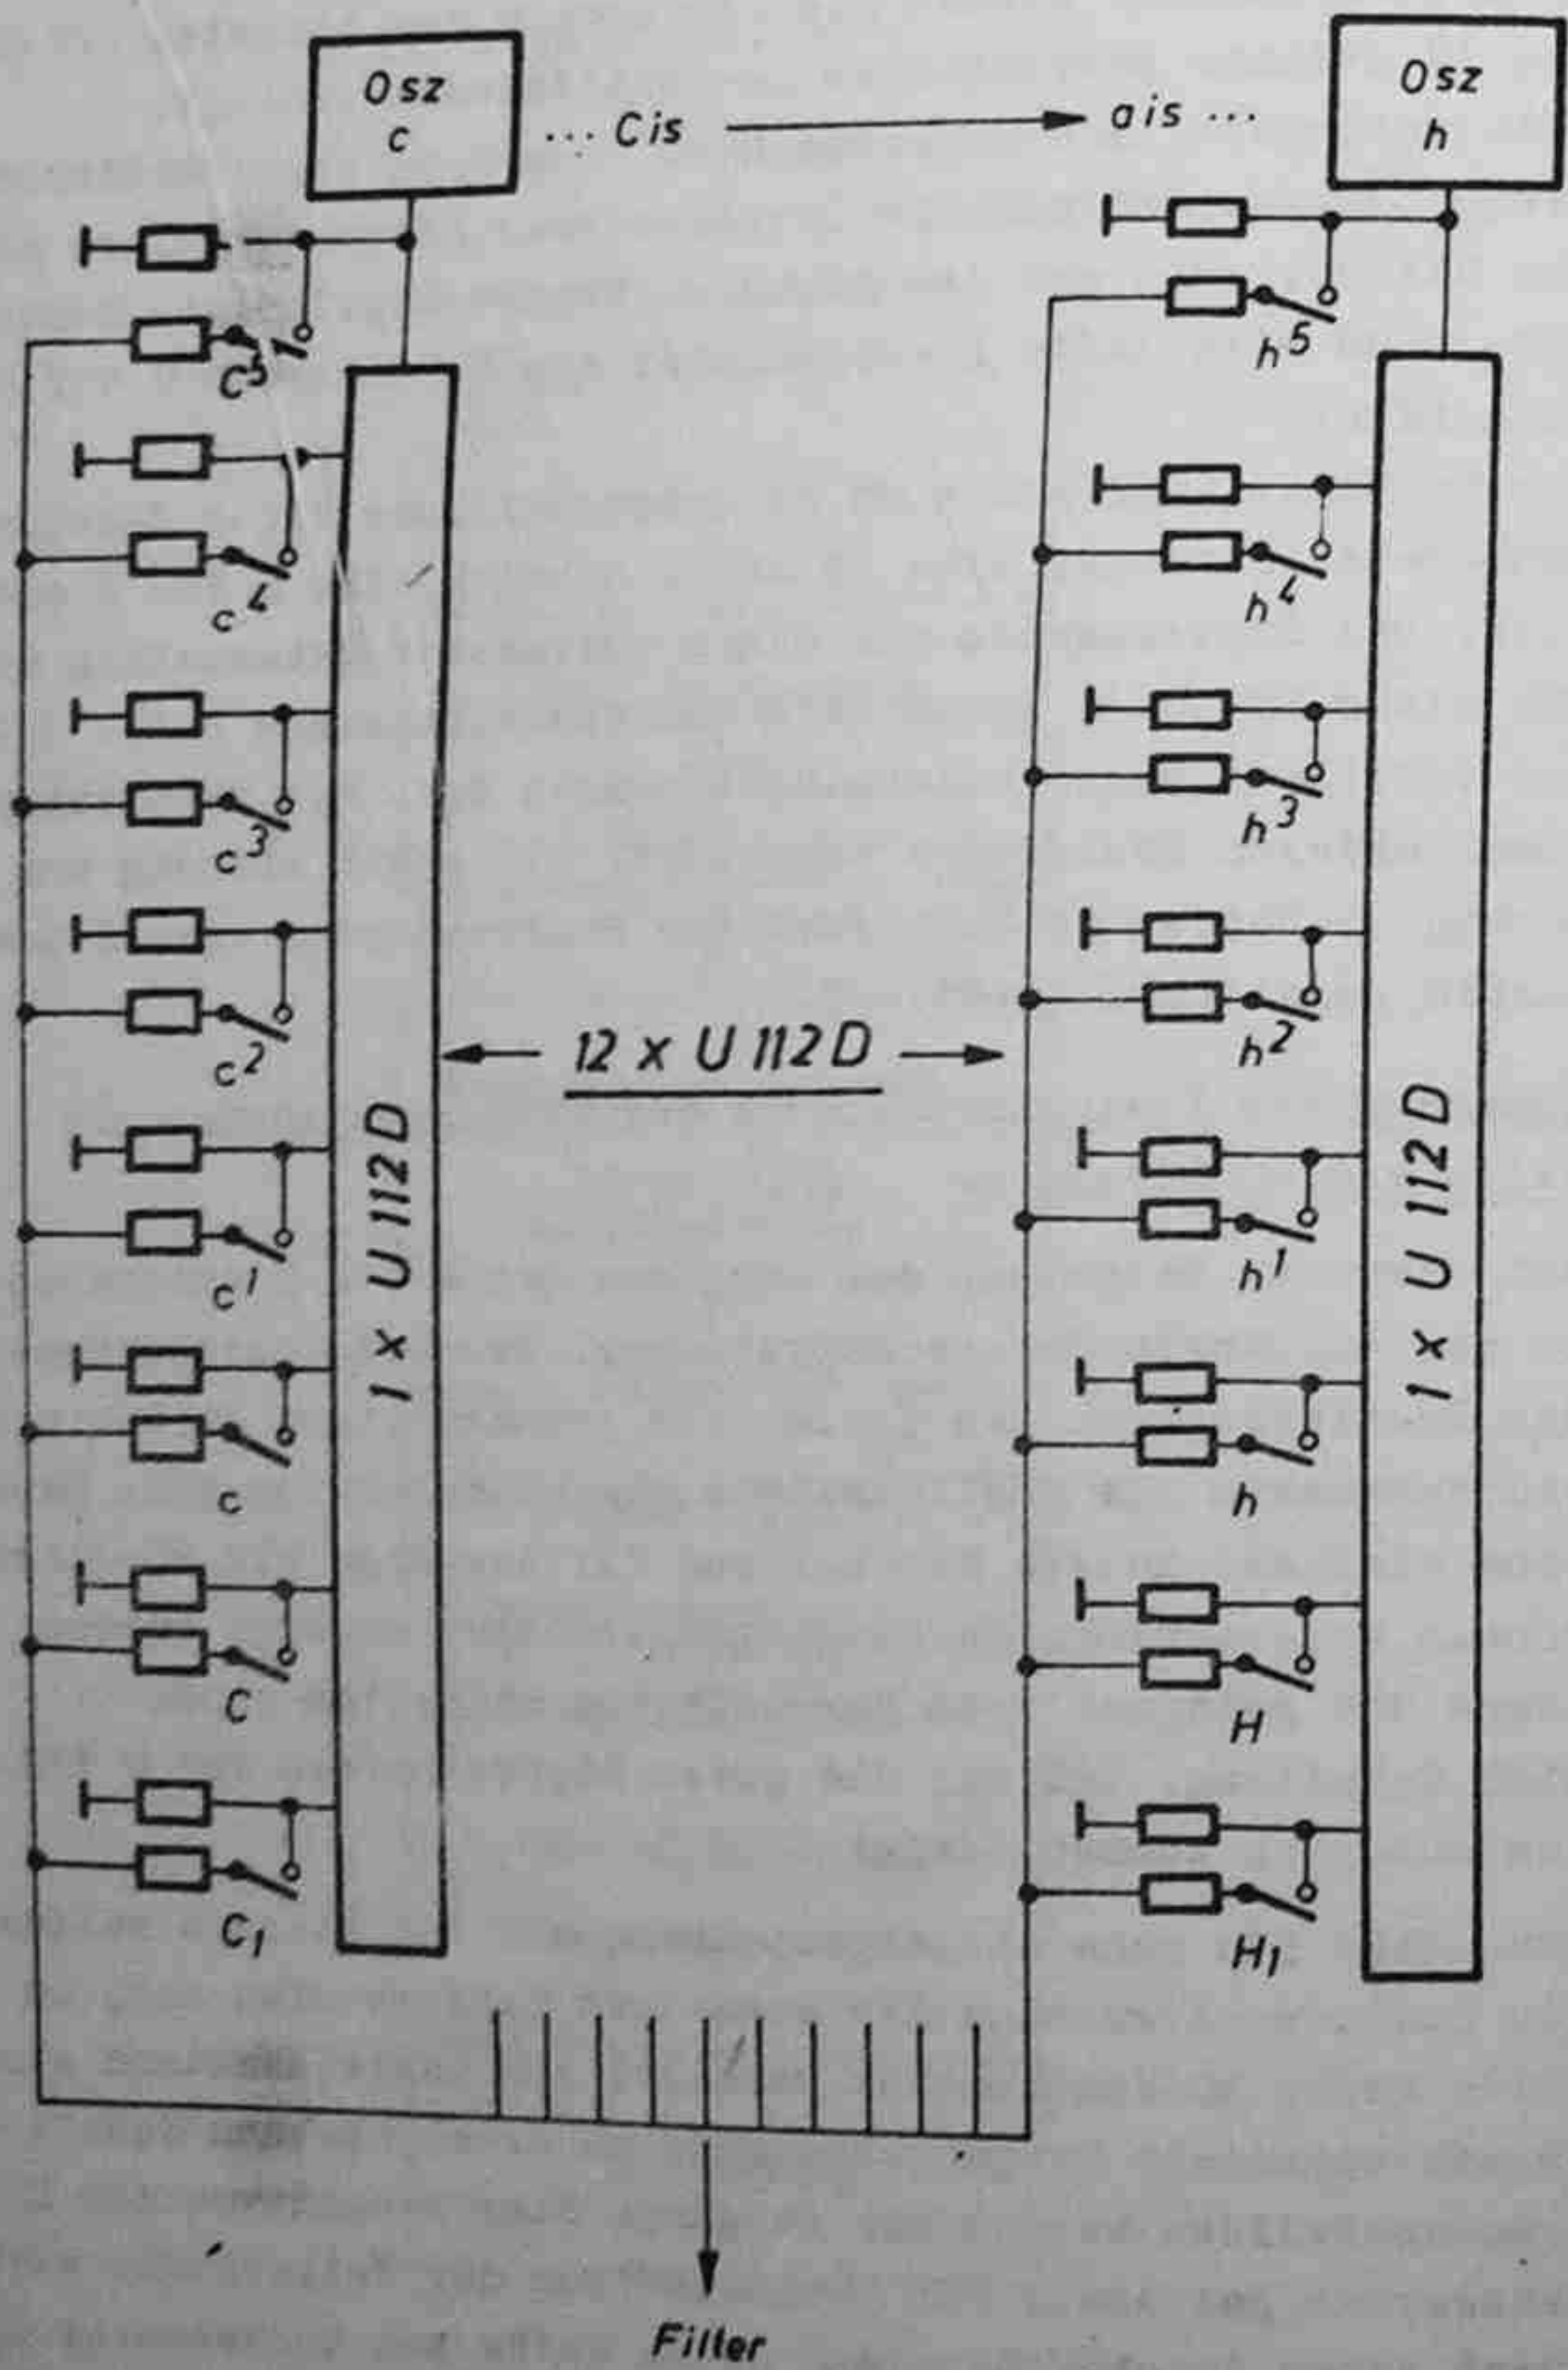 Osz
c
... Cis
ais ...
Osz
h
c⁵
c⁴
c³
c²
c¹
c
C
C₁
1 x U 112 D
12 x U 112 D
h⁵
h⁴
h³
h²
h¹
h
H
H₁
1 x U 112 D
Filter